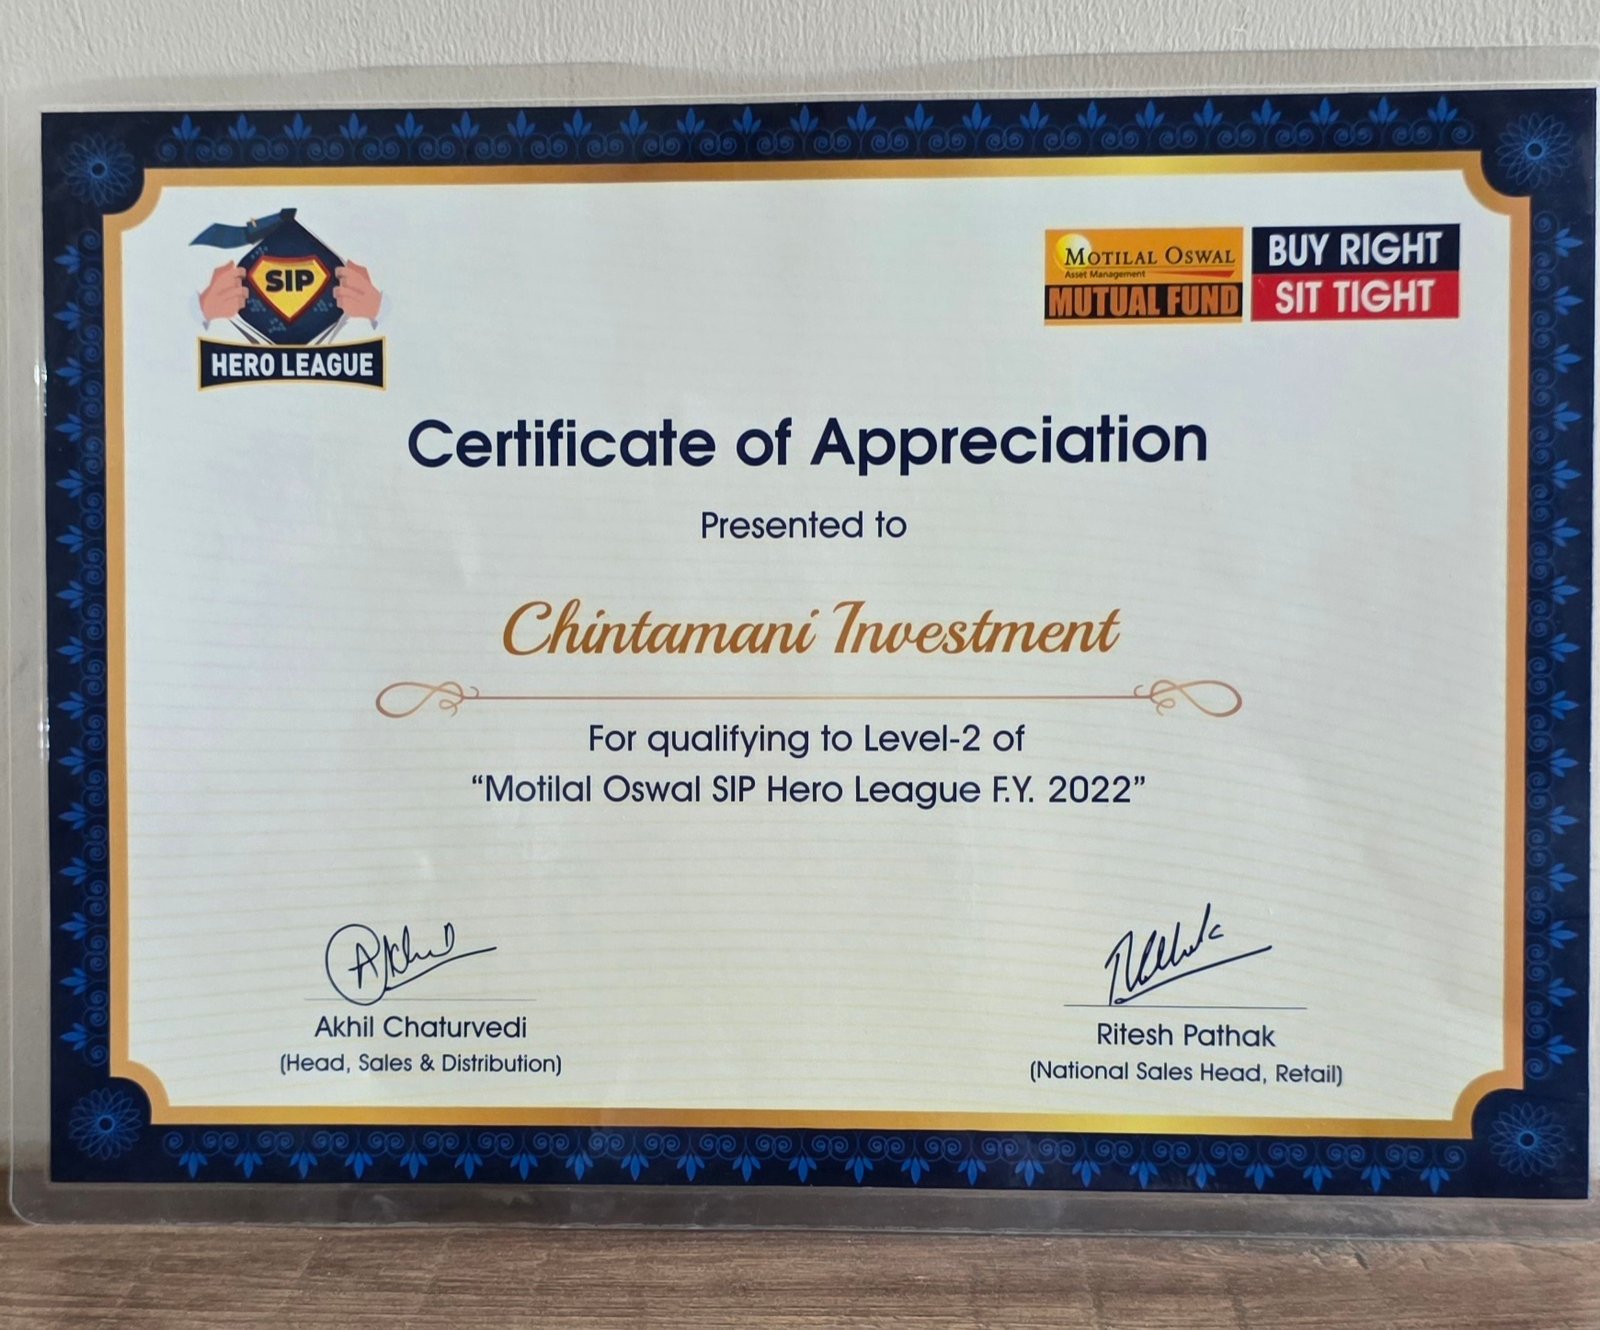 SIP
HERO LEAGUE
MOTILAL OSWAL
Asset Management
MUTUAL FUND
BUY RIGHT
SIT TIGHT
Certificate of Appreciation
Presented to
Chintamani Investment
For qualifying to Level-2 of
“Motilal Oswal SIP Hero League F.Y. 2022”
Akhil Chaturvedi
(Head, Sales & Distribution)
Ritesh Pathak
(National Sales Head, Retail)